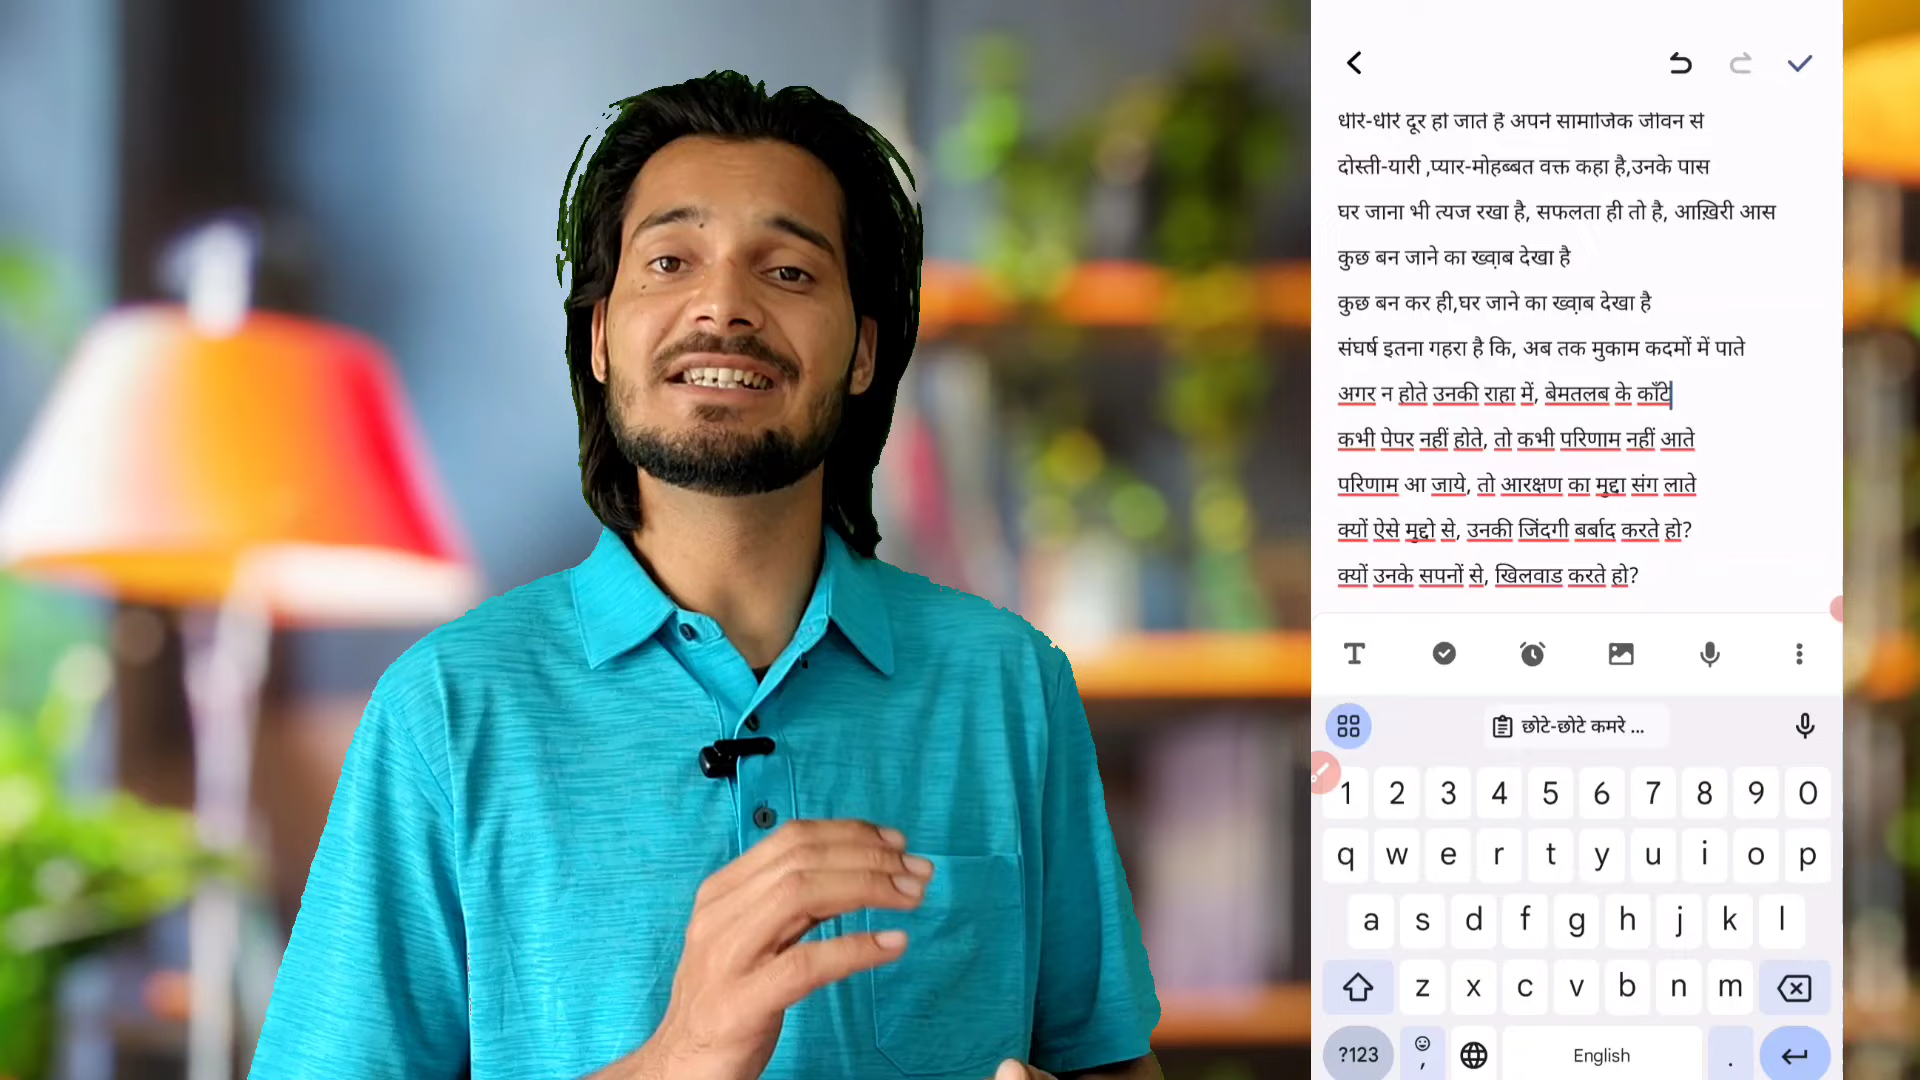 धीरे-धीरे दूर हो जाते है अपने सामाजिक जीवन से
दोस्ती-यारी ,प्यार-मोहब्बत वक्त कहा है,उनके पास
घर जाना भी त्यज रखा है, सफलता ही तो है, आख़िरी आस
कुछ बन जाने का ख्वा़ब देखा है
कुछ बन कर ही,घर जाने का ख्वा़ब देखा है
संघर्ष इतना गहरा है कि, अब तक मुकाम कदमों में पाते
अगर न होते उनकी राहा में, बेमतलब के काँटे
कभी पेपर नहीं होते, तो कभी परिणाम नहीं आते
परिणाम आ जाये, तो आरक्षण का मुद्दा संग लाते
क्यों ऐसे मुद्दो से, उनकी जिंदगी बर्बाद करते हो?
क्यों उनके सपनों से, खिलवाड करते हो?
T
छोटे-छोटे कमरे ...
1 2 3 4 5 6 7 8 9 0
q w e r t y u i o p
a s d f g h j k l
z x c v b n m
?123 , English .